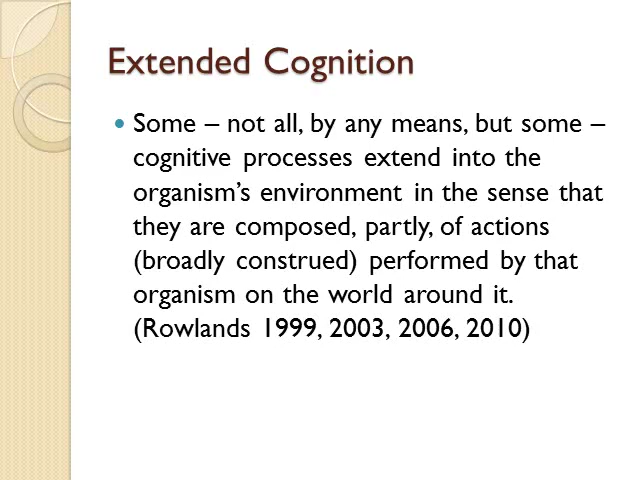 Extended Cognition
• Some – not all, by any means, but some –
cognitive processes extend into the
organism’s environment in the sense that
they are composed, partly, of actions
(broadly construed) performed by that
organism on the world around it.
(Rowlands 1999, 2003, 2006, 2010)